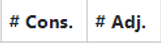 # Cons. # Adj.